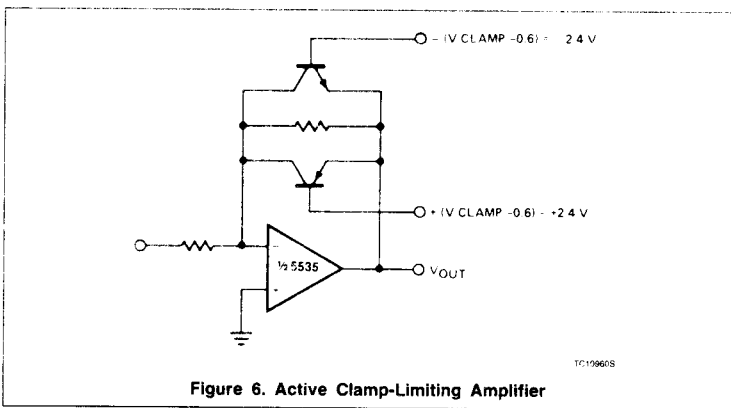 – (V CLAMP –0.6) = 2.4 V
+ (V CLAMP –0.6) - +2.4 V
–
½ 5535
+
VOUT
TC10960S
Figure 6. Active Clamp-Limiting Amplifier